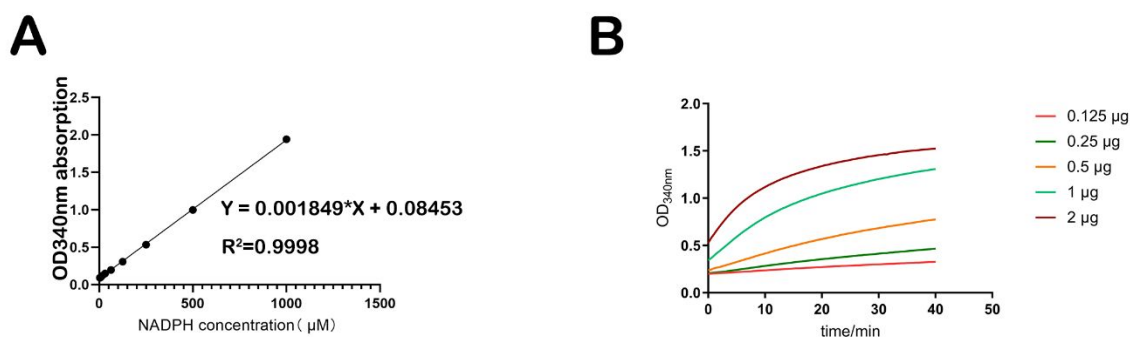 A
OD340nm absorption
2.5
2.0
1.5
1.0
0.5
0.0
0
500
1000
1500
NADPH concentration( μM)
Y = 0.001849*X + 0.08453
R²=0.9998
B
OD340nm
2.0
1.5
1.0
0.5
0.0
0
10
20
30
40
50
time/min
0.125 μg
0.25 μg
0.5 μg
1 μg
2 μg